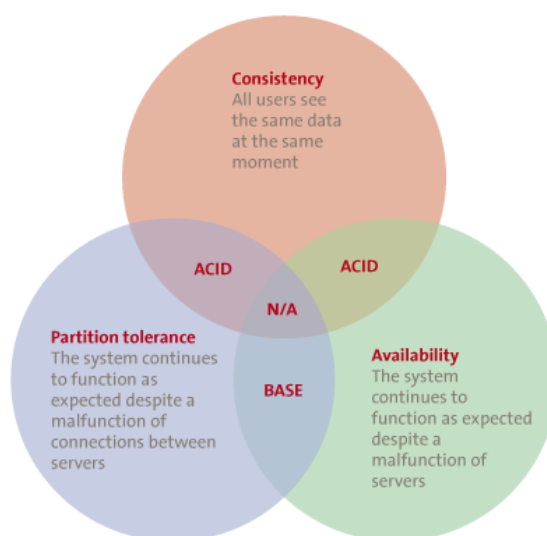 Consistency
All users see
the same data
at the same
moment
ACID
ACID
N/A
Partition tolerance
The system continues
to function as
expected despite a
malfunction of
connections between
servers
BASE
Availability
The system
continues to
function as expected
despite a
malfunction of
servers